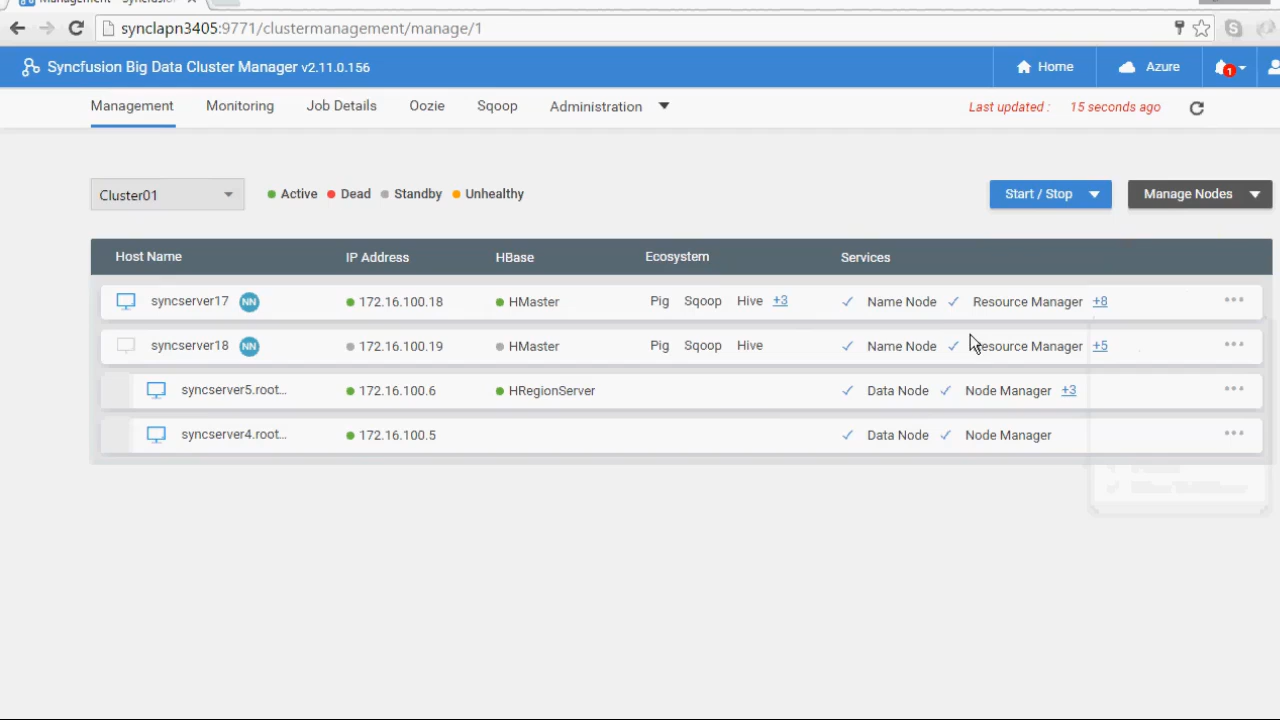 synclapn3405:9771/clustermanagement/manage/1
Syncfusion Big Data Cluster Manager v2.11.0.156
Home
Azure
1
Management
Monitoring
Job Details
Oozie
Sqoop
Administration
Last updated : 15 seconds ago
Cluster01
Active
Dead
Standby
Unhealthy
Start / Stop
Manage Nodes
Host Name IP Address HBase Ecosystem Services
syncserver17 NN 172.16.100.18 HMaster Pig Sqoop Hive +3 Name Node Resource Manager +8
syncserver18 NN 172.16.100.19 HMaster Pig Sqoop Hive Name Node Resource Manager +5
syncserver5.root... 172.16.100.6 HRegionServer Data Node Node Manager +3
syncserver4.root... 172.16.100.5 Data Node Node Manager